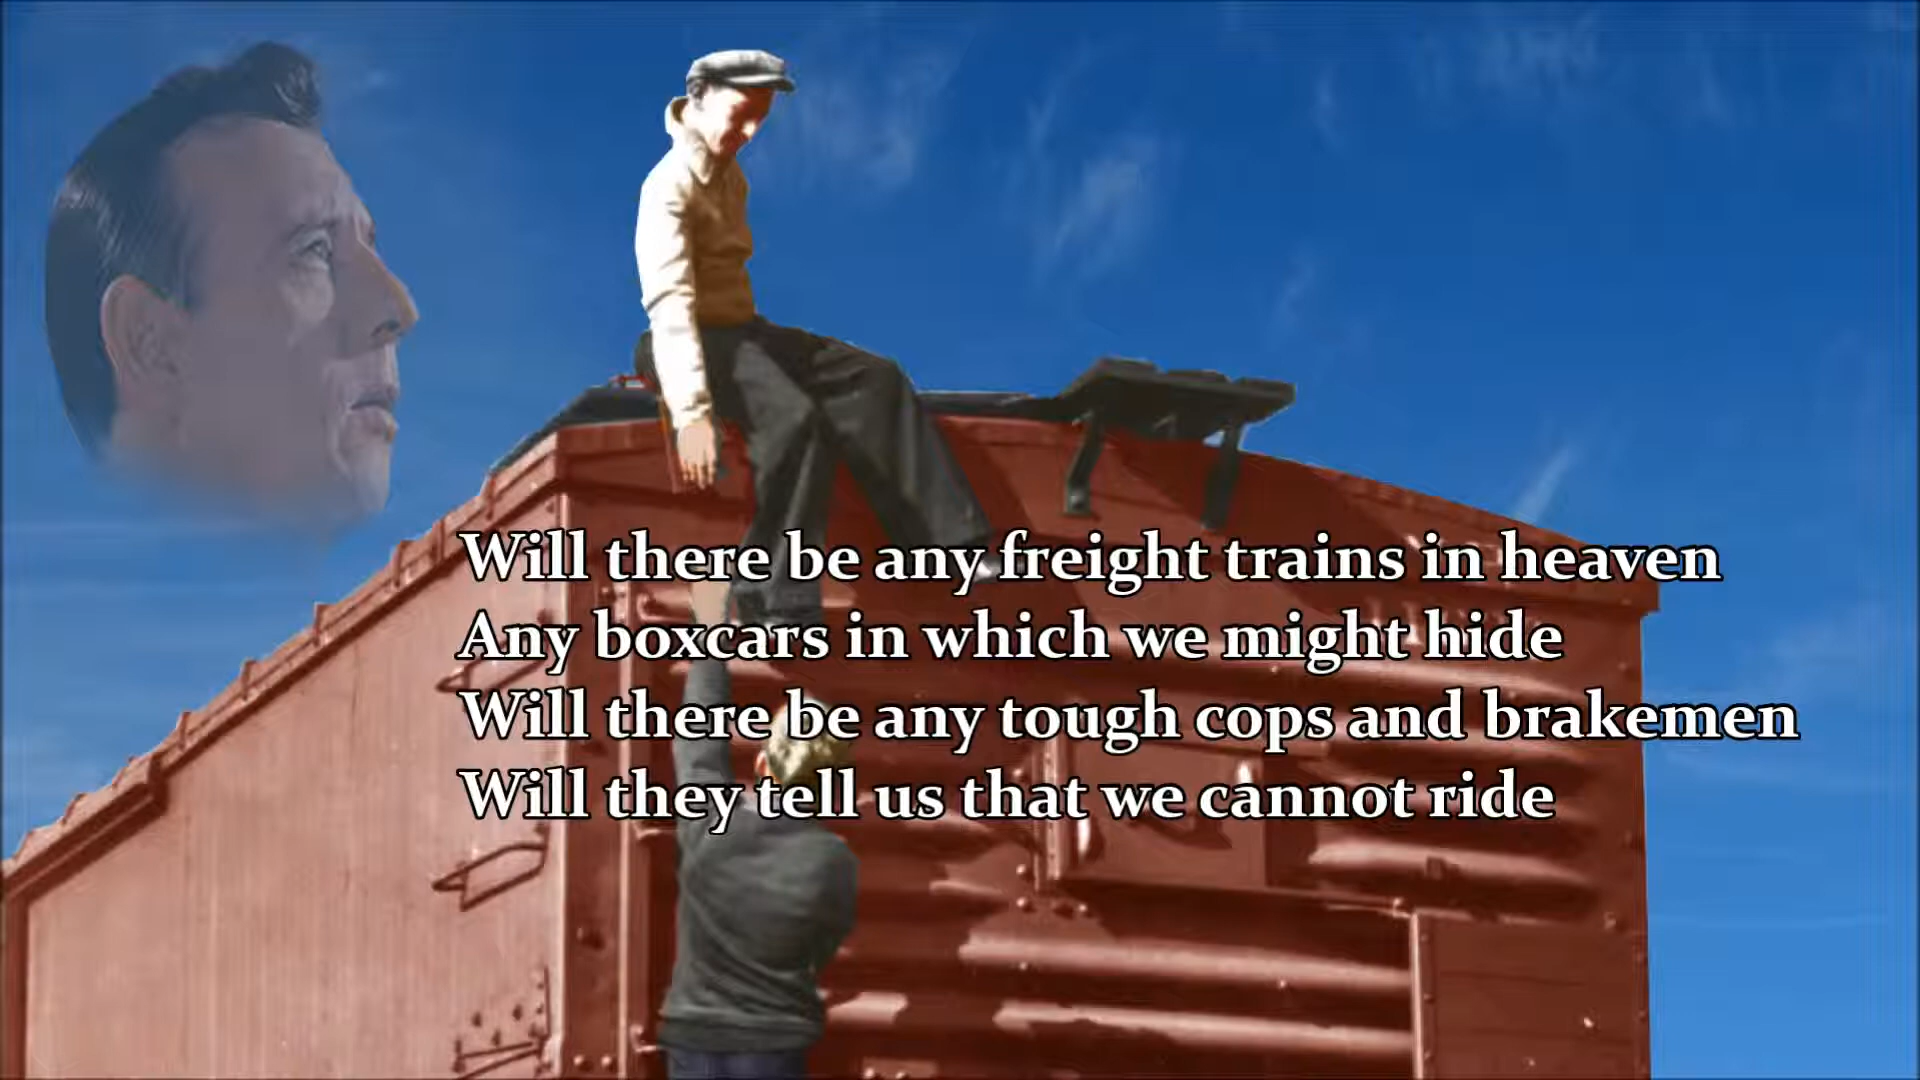 Will there be any freight trains in heaven
Any boxcars in which we might hide
Will there be any tough cops and brakemen
Will they tell us that we cannot ride